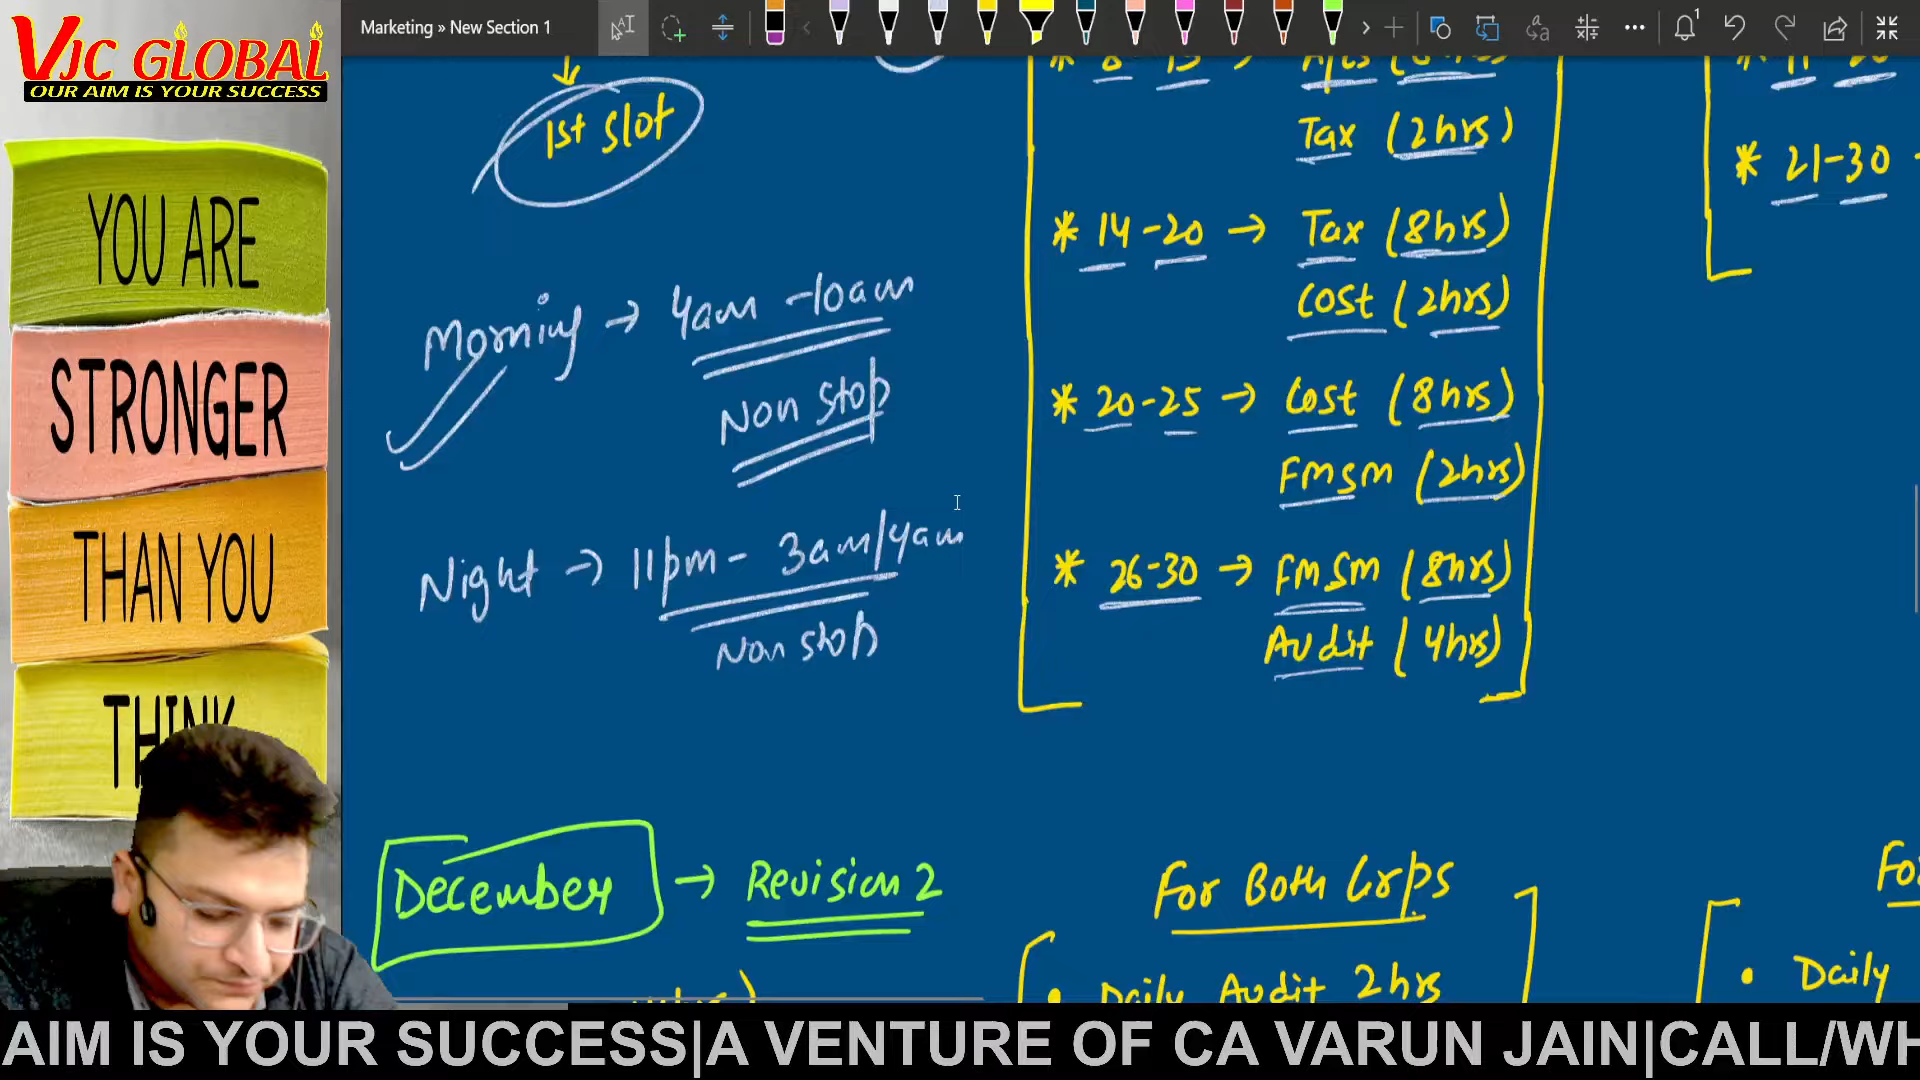 VJC GLOBAL
OUR AIM IS YOUR SUCCESS
Marketing » New Section 1
YOU ARE
STRONGER
THAN YOU
THINK
1st slot
Morning → 4am - 10am
Non stop
Night → 11pm - 3am/4am
Non stop
Tax (2hrs)
* 14-20 → Tax (8hrs)
Cost (2hrs)
* 20-25 → Cost (8hrs)
FMSM (2hrs)
* 26-30 → FMSM (8hrs)
Audit (4hrs)
* 21-30
December → Revision 2
For Both Grps
• Daily Audit 2hrs
Fo
• Daily
AIM IS YOUR SUCCESS|A VENTURE OF CA VARUN JAIN|CALL/WH